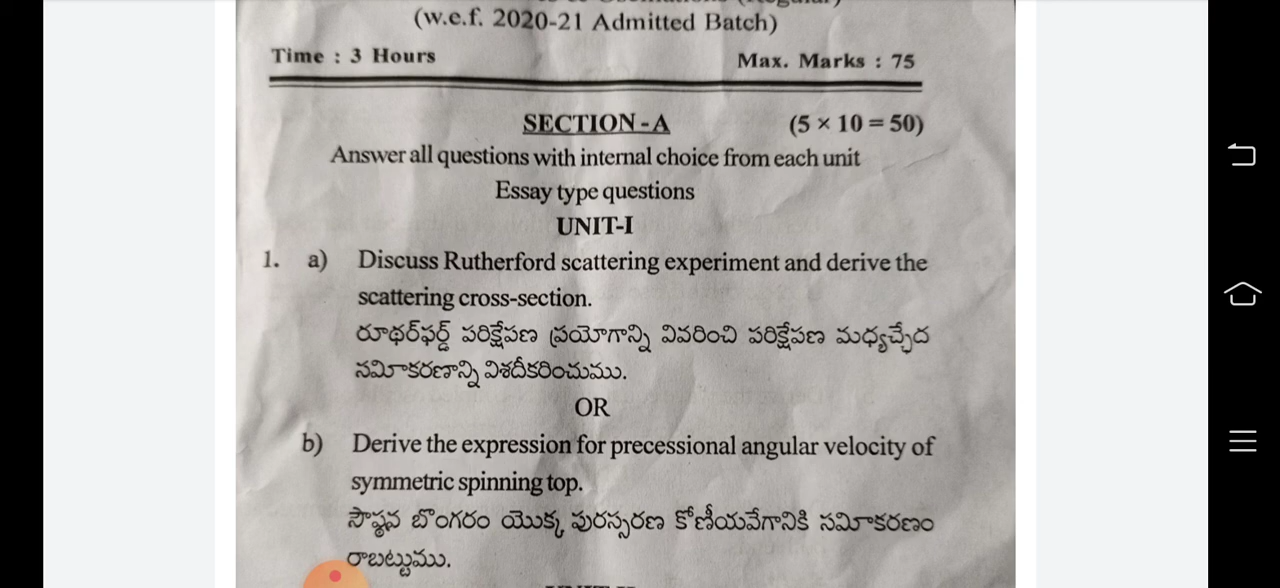 (w.e.f. 2020-21 Admitted Batch)
Time : 3 Hours Max. Marks : 75
SECTION - A (5 × 10 = 50)
Answer all questions with internal choice from each unit
Essay type questions
UNIT-I
1. a) Discuss Rutherford scattering experiment and derive the
scattering cross-section.
రూథర్‌ఫర్డ్ పరిక్షేపణ ప్రయోగాన్ని వివరించి పరిక్షేపణ మధ్యచ్ఛేద
సమీకరణాన్ని విశదీకరించుము.
OR
b) Derive the expression for precessional angular velocity of
symmetric spinning top.
సౌష్ఠవ బొంగరం యొక్క పురస్సరణ కోణీయవేగానికి సమీకరణం
రాబట్టుము.